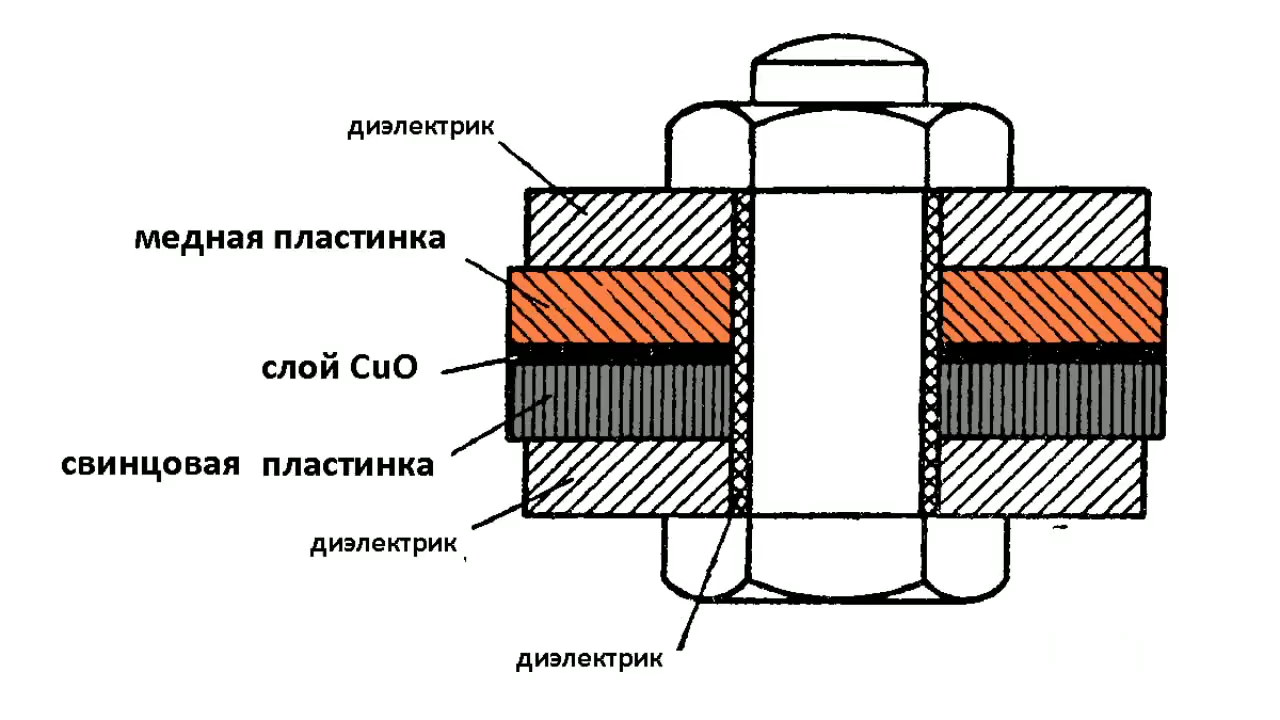 диэлектрик
медная пластинка
слой CuO
свинцовая пластинка
диэлектрик
диэлектрик